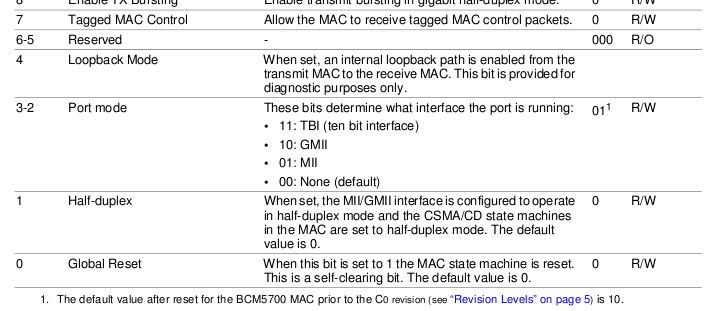 8 Enable TX Bursting Enable transmit bursting in gigabit half-duplex mode. 0 R/W
7 Tagged MAC Control Allow the MAC to receive tagged MAC control packets. 0 R/W
6-5 Reserved - 000 R/O
4 Loopback Mode When set, an internal loopback path is enabled from the
transmit MAC to the receive MAC. This bit is provided for
diagnostic purposes only.
3-2 Port mode These bits determine what interface the port is running: 01¹ R/W
• 11: TBI (ten bit interface)
• 10: GMII
• 01: MII
• 00: None (default)
1 Half-duplex When set, the MII/GMII interface is configured to operate 0 R/W
in half-duplex mode and the CSMA/CD state machines
in the MAC are set to half-duplex mode. The default
value is 0.
0 Global Reset When this bit is set to 1 the MAC state machine is reset. 0 R/W
This is a self-clearing bit. The default value is 0.
1. The default value after reset for the BCM5700 MAC prior to the C0 revision (see “Revision Levels” on page 5) is 10.